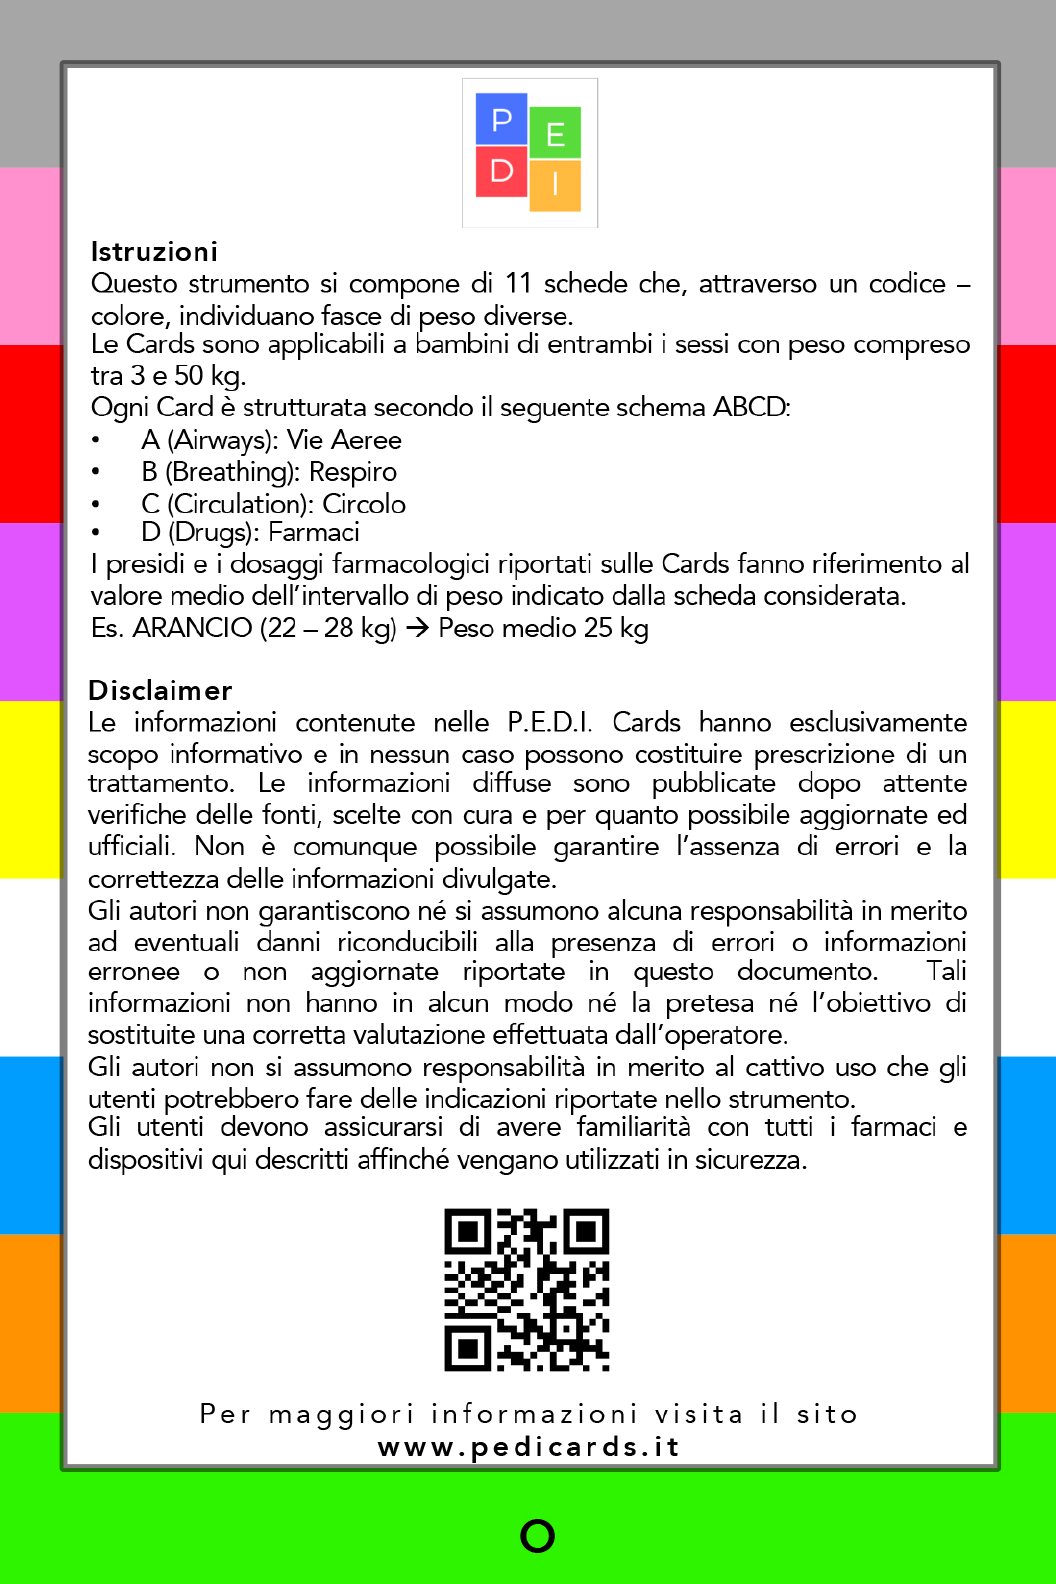 P
E
D
I
Istruzioni
Questo strumento si compone di 11 schede che, attraverso un codice –
colore, individuano fasce di peso diverse.
Le Cards sono applicabili a bambini di entrambi i sessi con peso compreso
tra 3 e 50 kg.
Ogni Card è strutturata secondo il seguente schema ABCD:
• A (Airways): Vie Aeree
• B (Breathing): Respiro
• C (Circulation): Circolo
• D (Drugs): Farmaci
I presidi e i dosaggi farmacologici riportati sulle Cards fanno riferimento al
valore medio dell'intervallo di peso indicato dalla scheda considerata.
Es. ARANCIO (22 – 28 kg) → Peso medio 25 kg
Disclaimer
Le informazioni contenute nelle P.E.D.I. Cards hanno esclusivamente
scopo informativo e in nessun caso possono costituire prescrizione di un
trattamento. Le informazioni diffuse sono pubblicate dopo attente
verifiche delle fonti, scelte con cura e per quanto possibile aggiornate ed
ufficiali. Non è comunque possibile garantire l'assenza di errori e la
correttezza delle informazioni divulgate.
Gli autori non garantiscono né si assumono alcuna responsabilità in merito
ad eventuali danni riconducibili alla presenza di errori o informazioni
erronee o non aggiornate riportate in questo documento. Tali
informazioni non hanno in alcun modo né la pretesa né l'obiettivo di
sostituite una corretta valutazione effettuata dall'operatore.
Gli autori non si assumono responsabilità in merito al cattivo uso che gli
utenti potrebbero fare delle indicazioni riportate nello strumento.
Gli utenti devono assicurarsi di avere familiarità con tutti i farmaci e
dispositivi qui descritti affinché vengano utilizzati in sicurezza.
Per maggiori informazioni visita il sito
www.pedicards.it